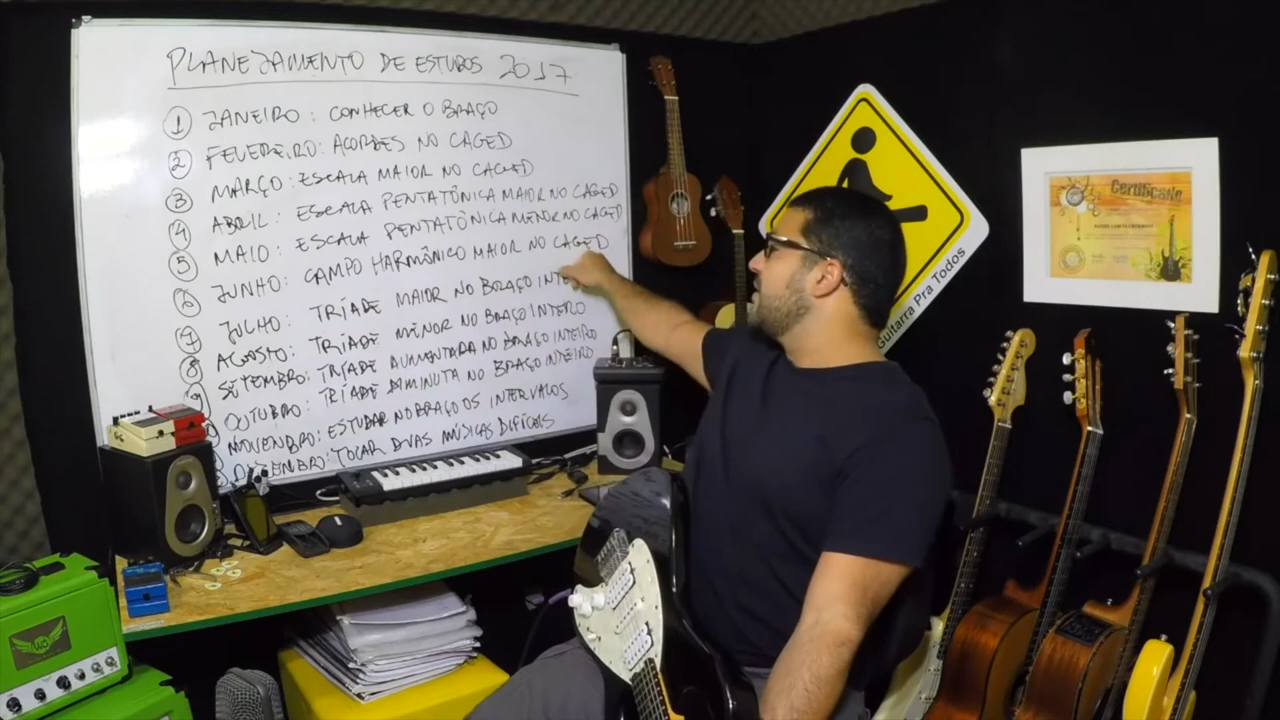 PLANEJAMENTO DE ESTUDOS 2017
1 JANEIRO: CONHECER O BRAÇO
2 FEVEREIRO: ACORDES NO CAGED
3 MARÇO: ESCALA MAIOR NO CAGED
4 ABRIL: ESCALA PENTATÔNICA MAIOR NO CAGED
5 MAIO: ESCALA PENTATÔNICA MENOR NO CAGED
6 JUNHO: CAMPO HARMÔNICO MAIOR NO CAGED
7 JULHO: TRÍADE MAIOR NO BRAÇO
8 AGOSTO: TRÍADE MENOR NO BRAÇO INTEIRO
9 SETEMBRO: TRÍADE AUMENTADA NO BRAÇO INTEIRO
OUTUBRO: TRÍADE DIMINUTA NO BRAÇO INTEIRO
NOVEMBRO: ESTUDAR NO BRAÇO OS INTERVALOS
DEZEMBRO: TOCAR DUAS MÚSICAS DIFÍCEIS
Guitarra Pra Todos
Certificado